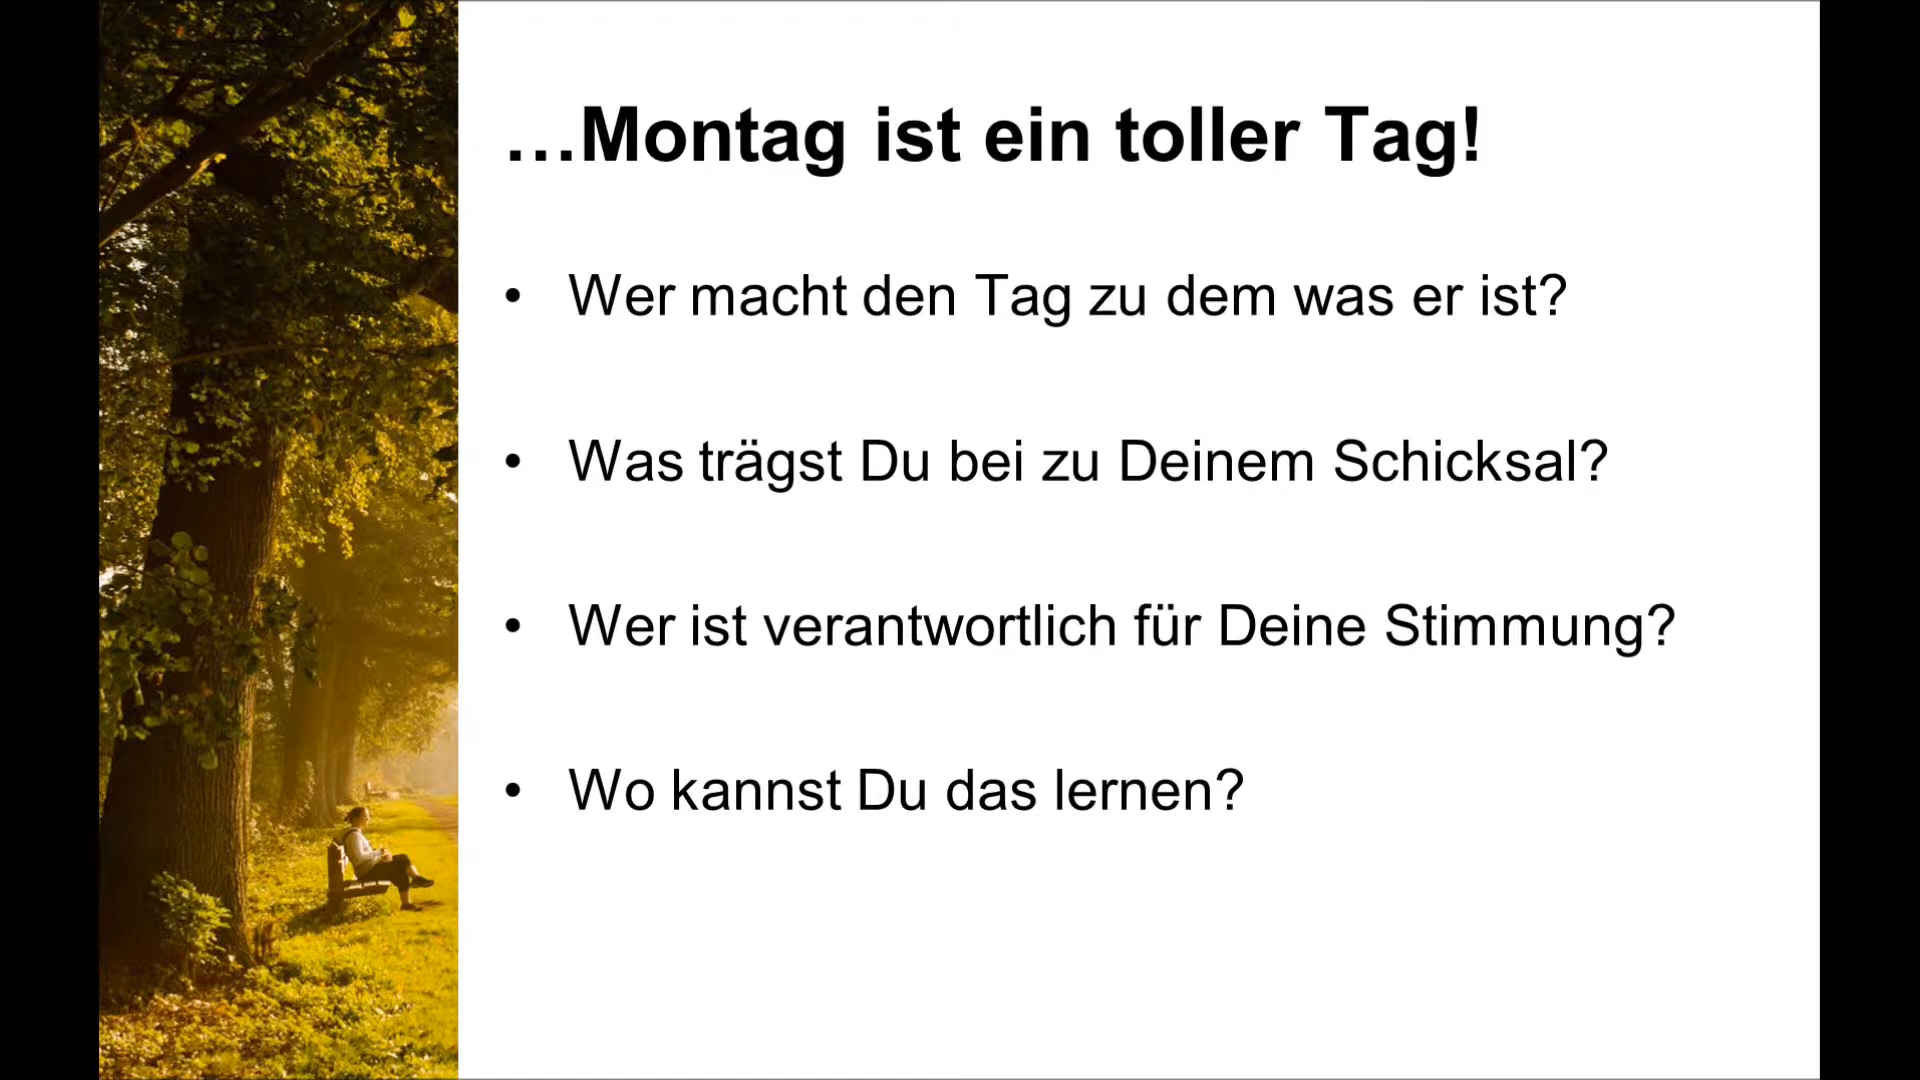 …Montag ist ein toller Tag!
• Wer macht den Tag zu dem was er ist?
• Was trägst Du bei zu Deinem Schicksal?
• Wer ist verantwortlich für Deine Stimmung?
• Wo kannst Du das lernen?